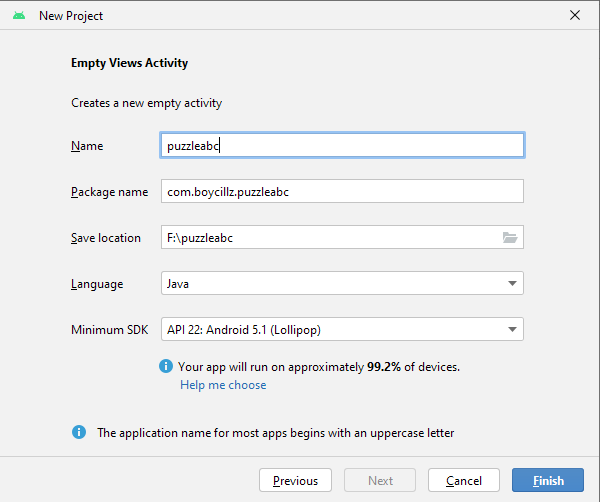 New Project
Empty Views Activity
Creates a new empty activity
Name puzzleabc
Package name com.boycillz.puzzleabc
Save location F:\puzzleabc
Language Java
Minimum SDK API 22: Android 5.1 (Lollipop)
Your app will run on approximately 99.2% of devices.
Help me choose
The application name for most apps begins with an uppercase letter
Previous Next Cancel Finish